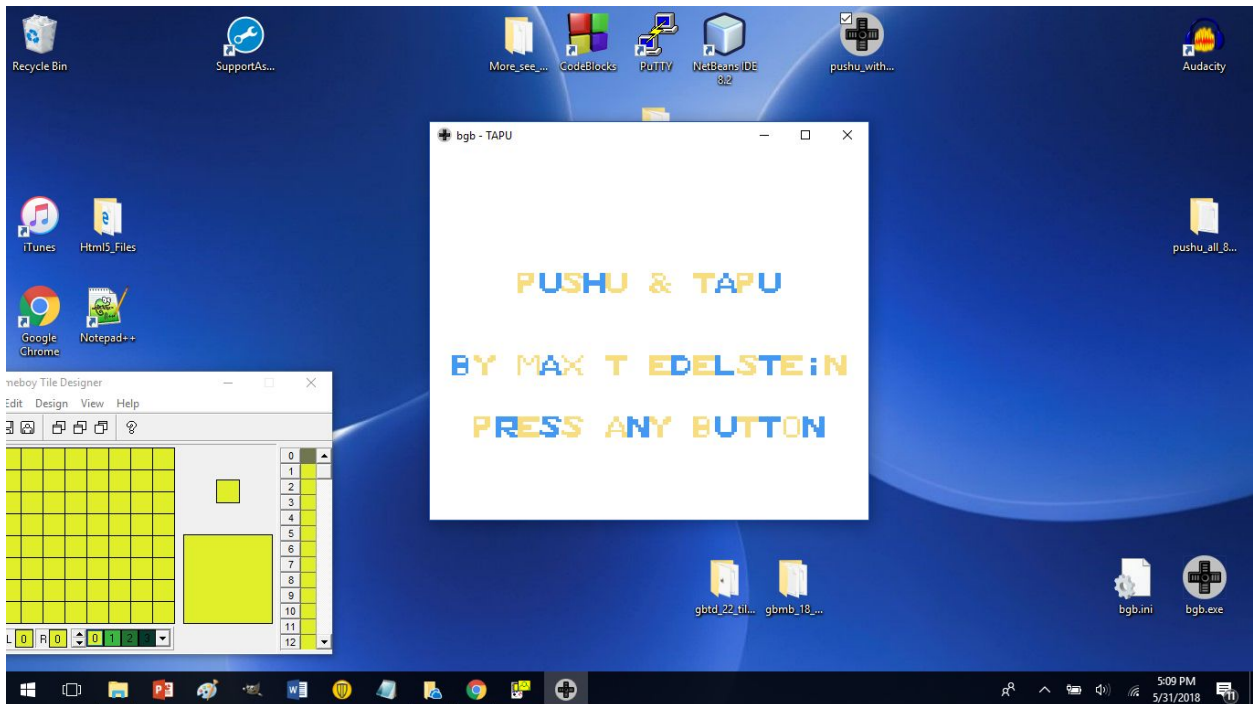 Recycle Bin
SupportAs...
More_see_...
CodeBlocks
PuTTY
NetBeans IDE
8.2
pushu_with...
Audacity
bgb - TAPU
iTunes
Html5_Files
pushu_all_8...
PUSHU & TAPU
Google
Chrome
Notepad++
BY MAX T EDELSTEiN
meboy Tile Designer
Edit Design View Help
PRESS ANY BUTTON
0
1
2
3
4
5
6
7
8
9
10
11
12
L 0 R 0 0 1 2 3
gbtd_22_til...
gbmb_18_...
bgb.ini
bgb.exe
5:09 PM
5/31/2018
11